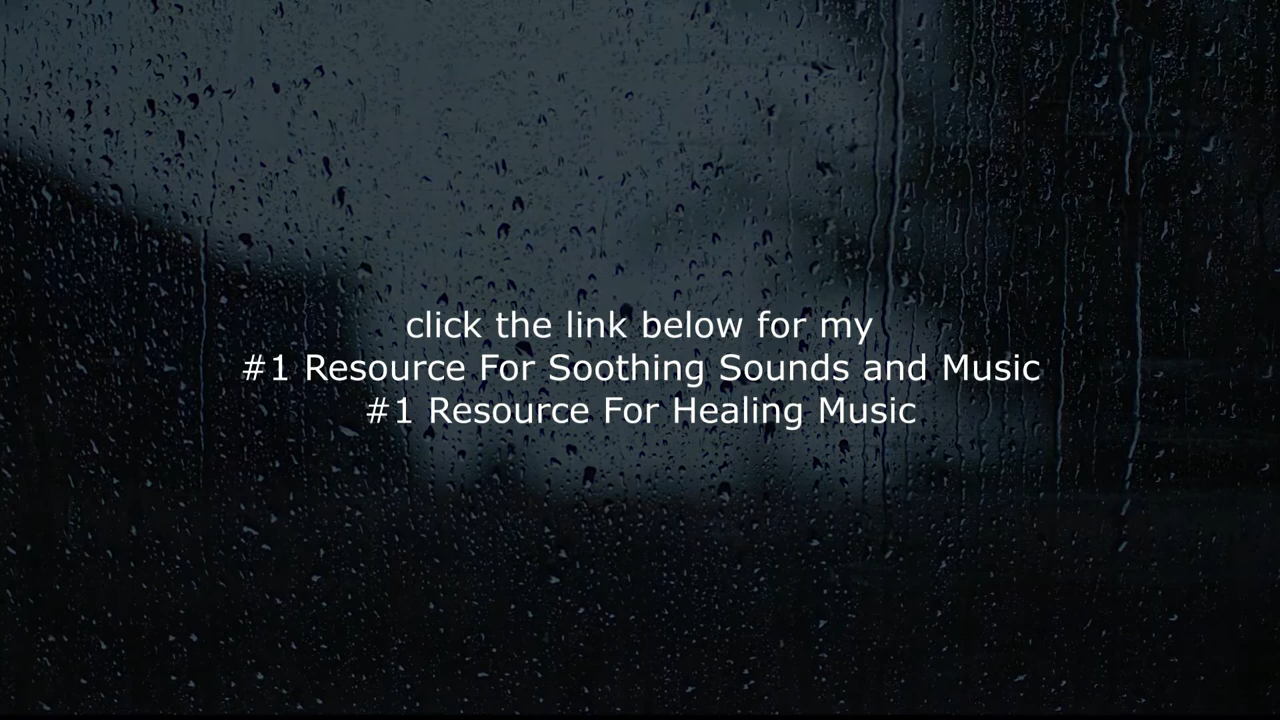 click the link below for my
#1 Resource For Soothing Sounds and Music
#1 Resource For Healing Music